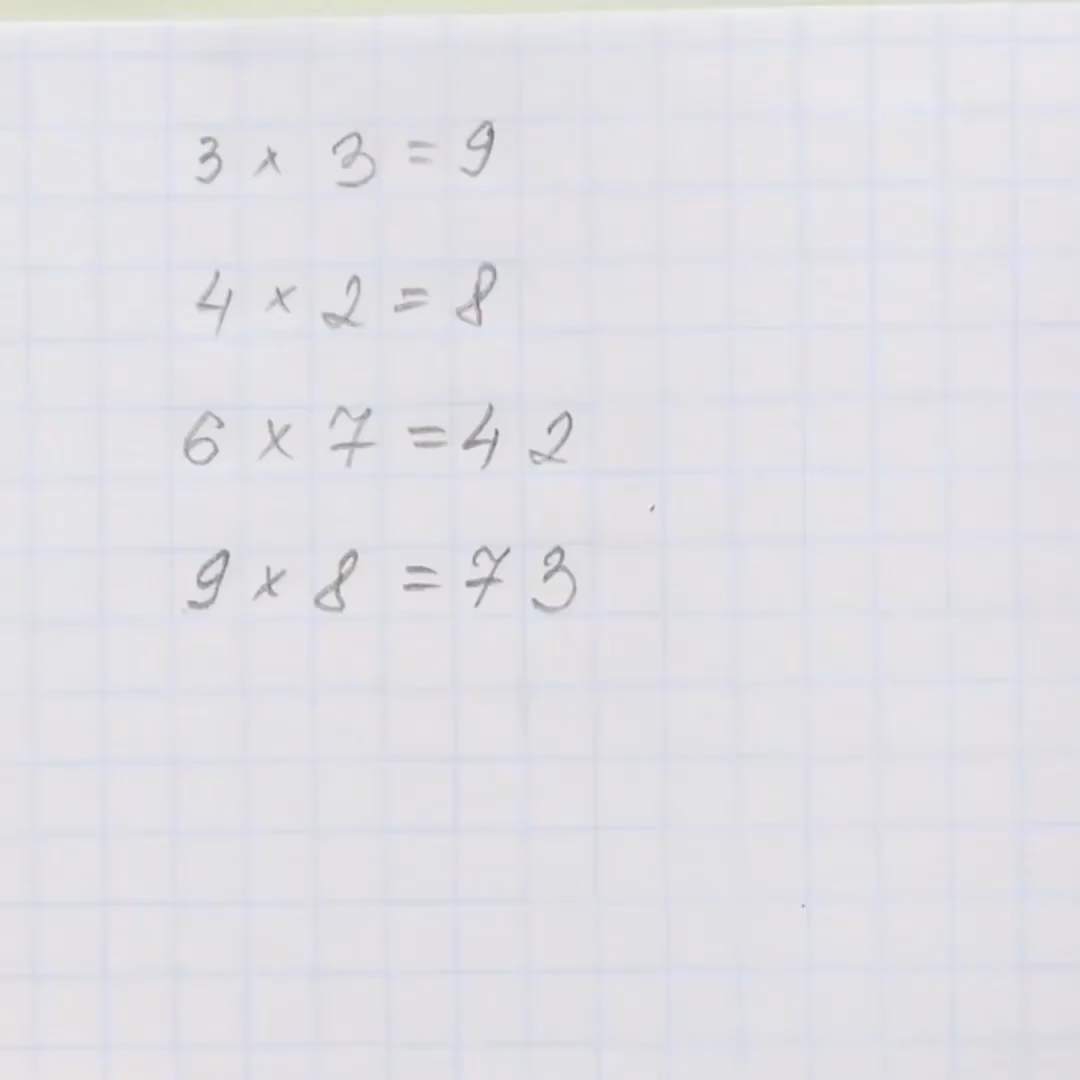 3 × 3 = 9
4 × 2 = 8
6 × 7 = 42
9 × 8 = 73